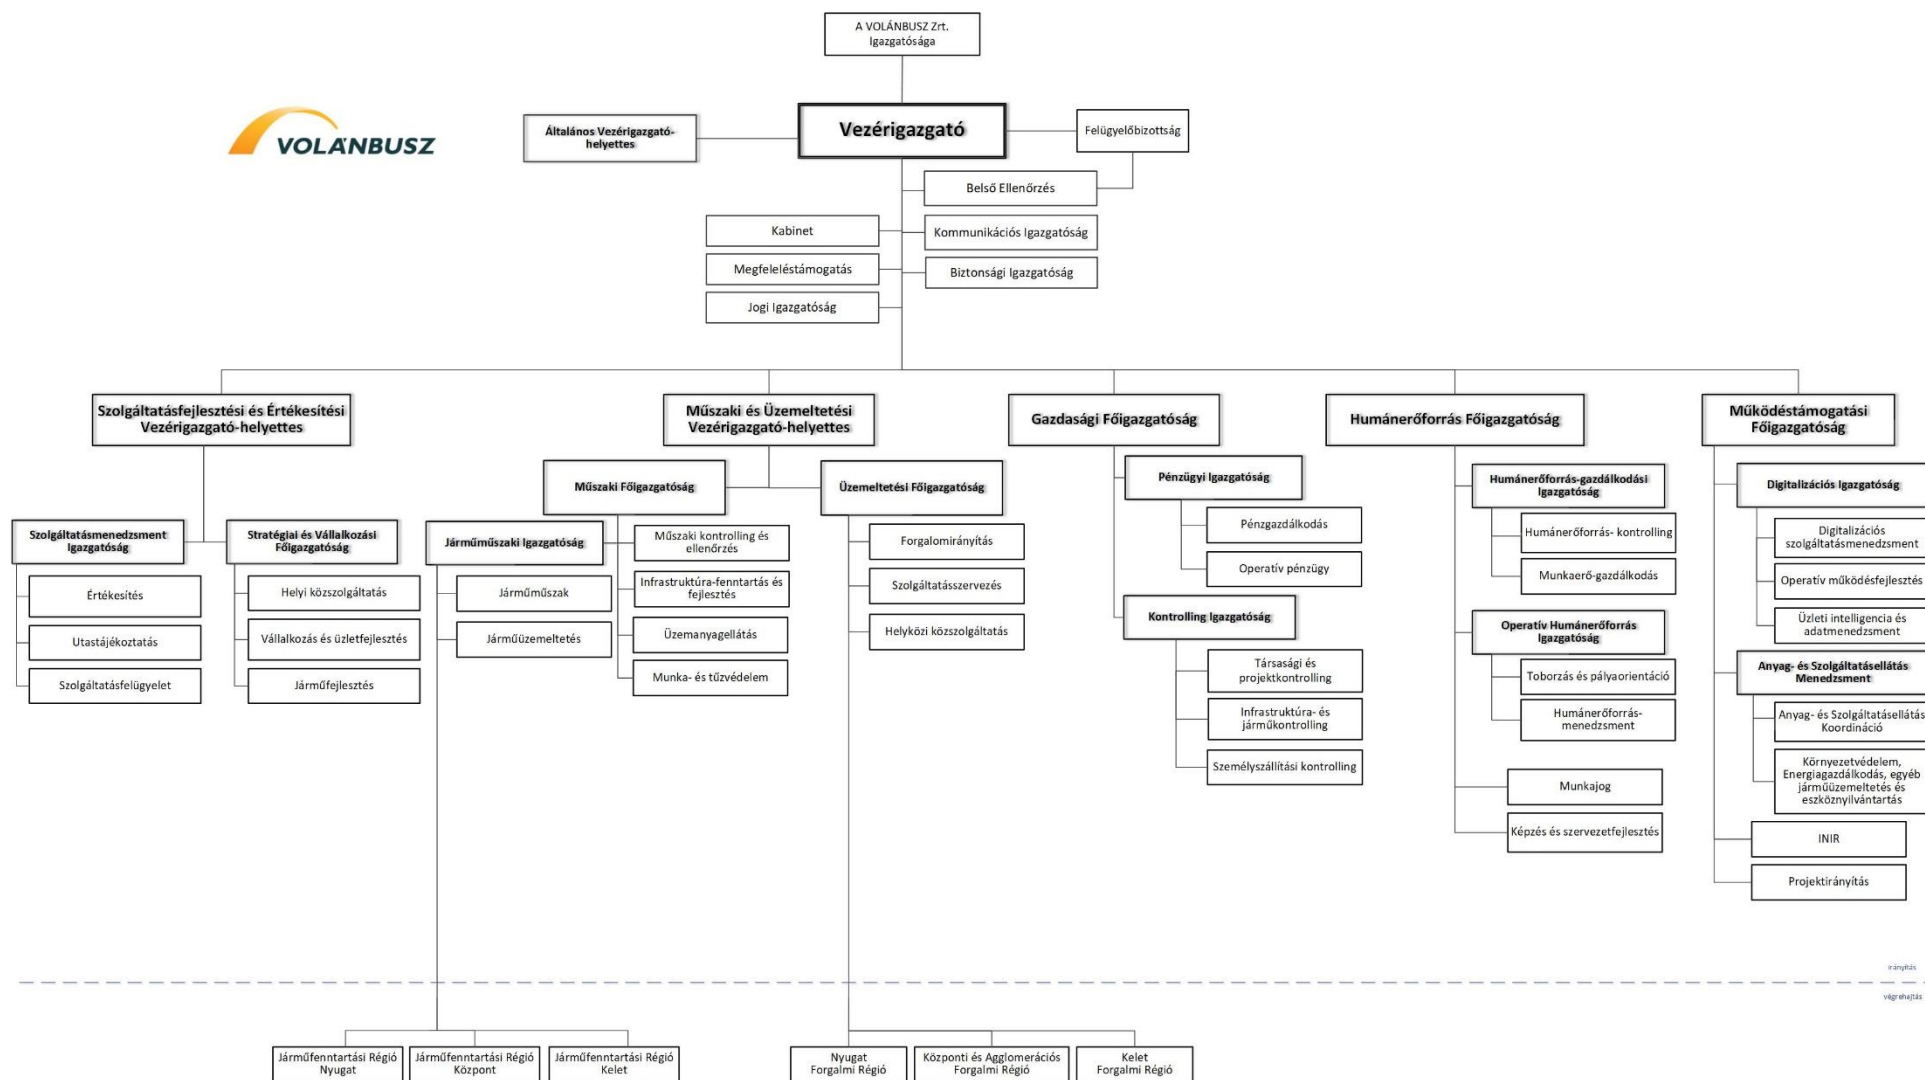 A VOLÁNBUSZ Zrt.
Igazgatósága
VOLÁNBUSZ
Általános Vezérigazgató-
helyettes
Vezérigazgató
Felügyelőbizottság
Belső Ellenőrzés
Kabinet
Kommunikációs Igazgatóság
Megfeleléstámogatás
Biztonsági Igazgatóság
Jogi Igazgatóság
Szolgáltatásfejlesztési és Értékesítési
Vezérigazgató-helyettes
Műszaki és Üzemeltetési
Vezérigazgató-helyettes
Gazdasági Főigazgatóság
Humánerőforrás Főigazgatóság
Működéstámogatási
Főigazgatóság
Szolgáltatásmenedzsment
Igazgatóság
Értékesítés
Utastájékoztatás
Szolgáltatásfelügyelet
Stratégiai és Vállalkozási
Főigazgatóság
Helyi közszolgáltatás
Vállalkozás és üzletfejlesztés
Járműfejlesztés
Műszaki Főigazgatóság
Járműműszaki Igazgatóság
Járműműszak
Járműüzemeltetés
Műszaki kontrolling és
ellenőrzés
Infrastruktúra-fenntartás és
fejlesztés
Üzemanyagellátás
Munka- és tűzvédelem
Üzemeltetési Főigazgatóság
Forgalomirányítás
Szolgáltatásszervezés
Helyközi közszolgáltatás
Pénzügyi Igazgatóság
Pénzgazdálkodás
Operatív pénzügy
Kontrolling Igazgatóság
Társasági és
projektkontrolling
Infrastruktúra- és
járműkontrolling
Személyszállítási kontrolling
Humánerőforrás-gazdálkodási
Igazgatóság
Humánerőforrás- kontrolling
Munkaerő-gazdálkodás
Operatív Humánerőforrás
Igazgatóság
Toborzás és pályaorientáció
Humánerőforrás-
menedzsment
Munkajog
Képzés és szervezetfejlesztés
Digitalizációs Igazgatóság
Digitalizációs
szolgáltatásmenedzsment
Operatív működésfejlesztés
Üzleti intelligencia és
adatmenedzsment
Anyag- és Szolgáltatásellátás
Menedzsment
Anyag- és Szolgáltatásellátás
Koordináció
Környezetvédelem,
Energiagazdálkodás, egyéb
járműüzemeltetés és
eszköznyilvántartás
INIR
Projektirányítás
irányítás
végrehajtás
Járműfenntartási Régió
Nyugat
Járműfenntartási Régió
Központ
Járműfenntartási Régió
Kelet
Nyugat
Forgalmi Régió
Központi és Agglomerációs
Forgalmi Régió
Kelet
Forgalmi Régió